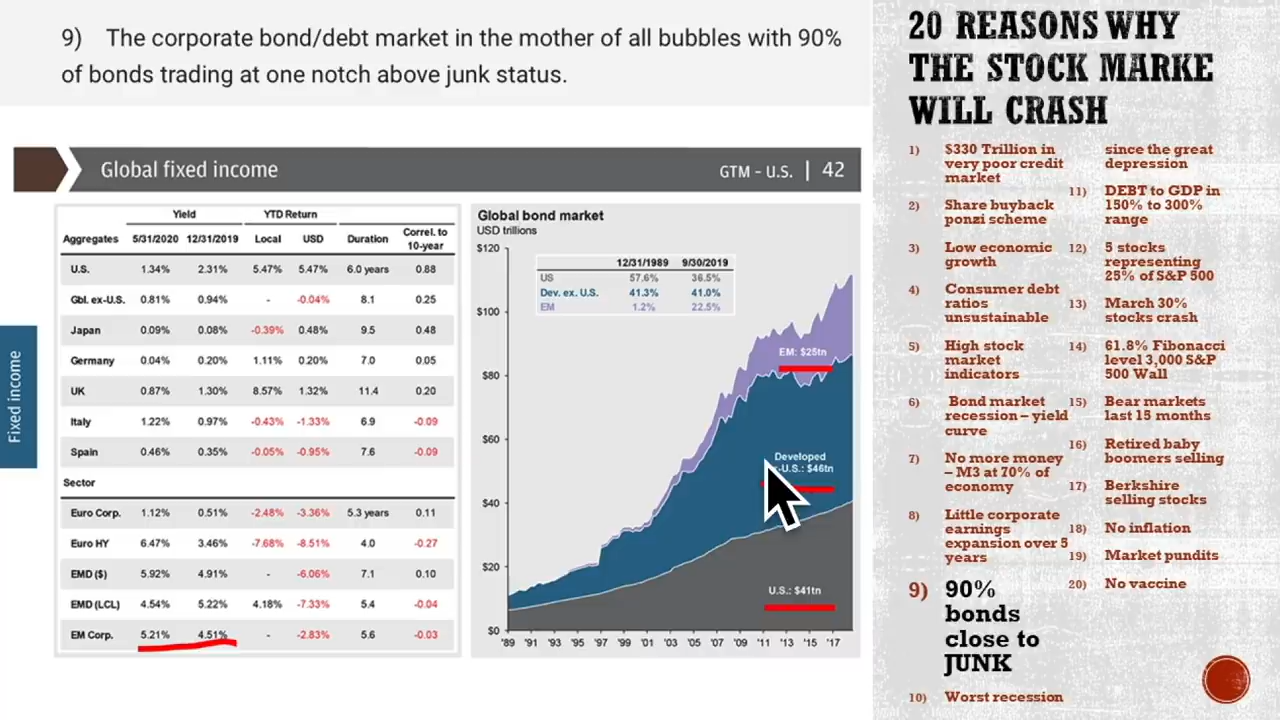 9) The corporate bond/debt market in the mother of all bubbles with 90%
of bonds trading at one notch above junk status.
Global fixed income
GTM – U.S. | 42
Fixed income
Yield YTD Return
Aggregates 5/31/2020 12/31/2019 Local USD Duration Correl. to 10-year
U.S. 1.34% 2.31% 5.47% 5.47% 6.0 years 0.88
Gbl. ex-U.S. 0.81% 0.94% - -0.04% 8.1 0.25
Japan 0.09% 0.08% -0.39% 0.48% 9.5 0.48
Germany 0.04% 0.20% 1.11% 0.20% 7.0 0.05
UK 0.87% 1.30% 8.57% 1.32% 11.4 0.20
Italy 1.22% 0.97% -0.43% -1.33% 6.9 -0.09
Spain 0.46% 0.35% -0.05% -0.95% 7.6 -0.09
Sector
Euro Corp. 1.12% 0.51% -2.48% -3.36% 5.3 years 0.11
Euro HY 6.47% 3.46% -7.68% -8.51% 4.0 -0.27
EMD ($) 5.92% 4.91% - -6.06% 7.1 0.10
EMD (LCL) 4.54% 5.22% 4.18% -7.33% 5.4 -0.04
EM Corp. 5.21% 4.51% - -2.83% 5.6 -0.03
Global bond market
USD trillions
$120
$100
$80
$60
$40
$20
$0
12/31/1989 9/30/2019
US 57.6% 36.5%
Dev. ex. U.S. 41.3% 41.0%
EM 1.2% 22.5%
EM: $25tn
Developed
-U.S.: $46tn
U.S.: $41tn
'89 '91 '93 '95 '97 '99 '01 '03 '05 '07 '09 '11 '13 '15 '17
20 REASONS WHY
THE STOCK MARKE
WILL CRASH
1) $330 Trillion in
very poor credit
market
2) Share buyback
ponzi scheme
3) Low economic
growth
4) Consumer debt
ratios
unsustainable
5) High stock
market
indicators
6) Bond market
recession – yield
curve
7) No more money
– M3 at 70% of
economy
8) Little corporate
earnings
expansion over 5
years
9) 90%
bonds
close to
JUNK
10) Worst recession
since the great
depression
11) DEBT to GDP in
150% to 300%
range
12) 5 stocks
representing
25% of S&P 500
13) March 30%
stocks crash
14) 61.8% Fibonacci
level 3,000 S&P
500 Wall
15) Bear markets
last 15 months
16) Retired baby
boomers selling
17) Berkshire
selling stocks
18) No inflation
19) Market pundits
20) No vaccine